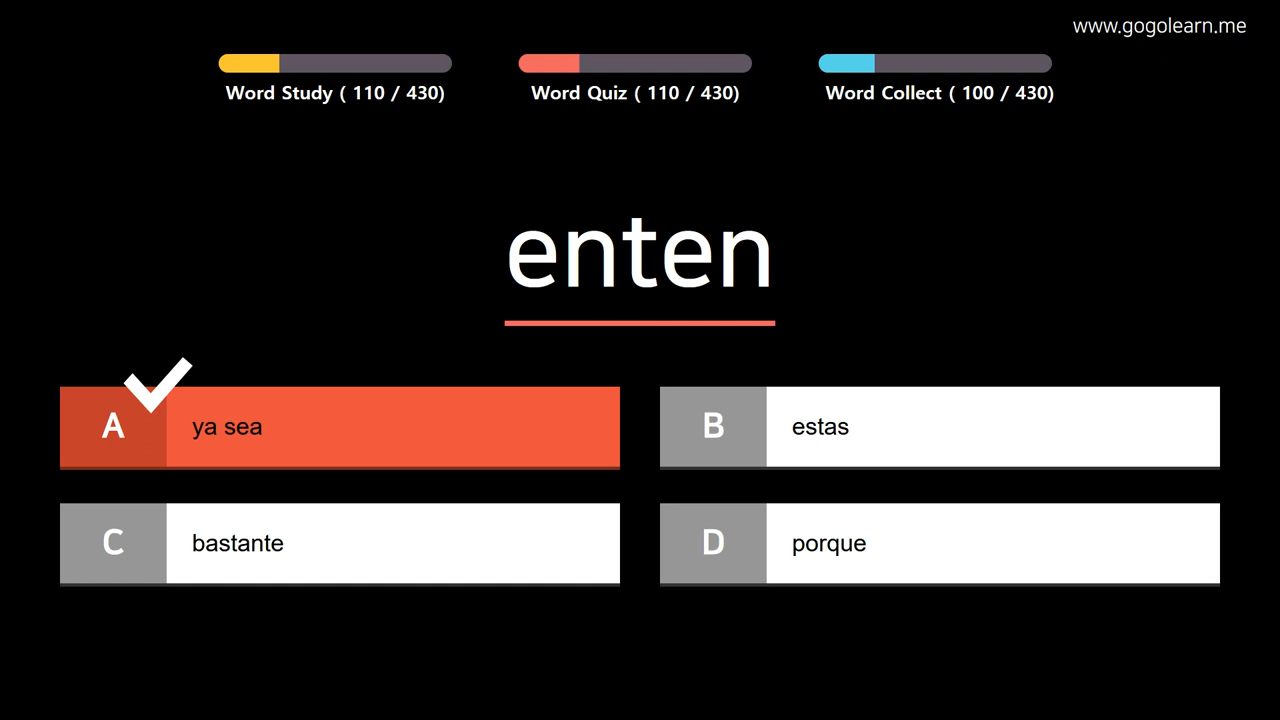 www.gogolearn.me
Word Study ( 110 / 430)
Word Quiz ( 110 / 430)
Word Collect ( 100 / 430)
enten
A ya sea
B estas
C bastante
D porque